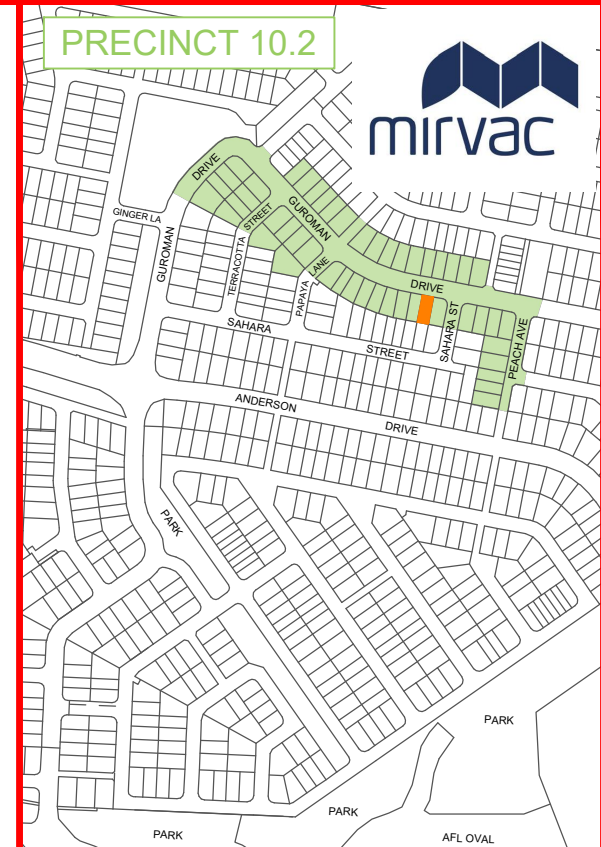 PRECINCT 10.2
mirvac
DRIVE
GINGER LA
STREET
GUROMAN
GUROMAN
TERRACOTTA
LANE
PAPAYA
DRIVE
SAHARA
SAHARA ST
STREET
PEACH AVE
ANDERSON
DRIVE
PARK
PARK
PARK
PARK
AFL OVAL